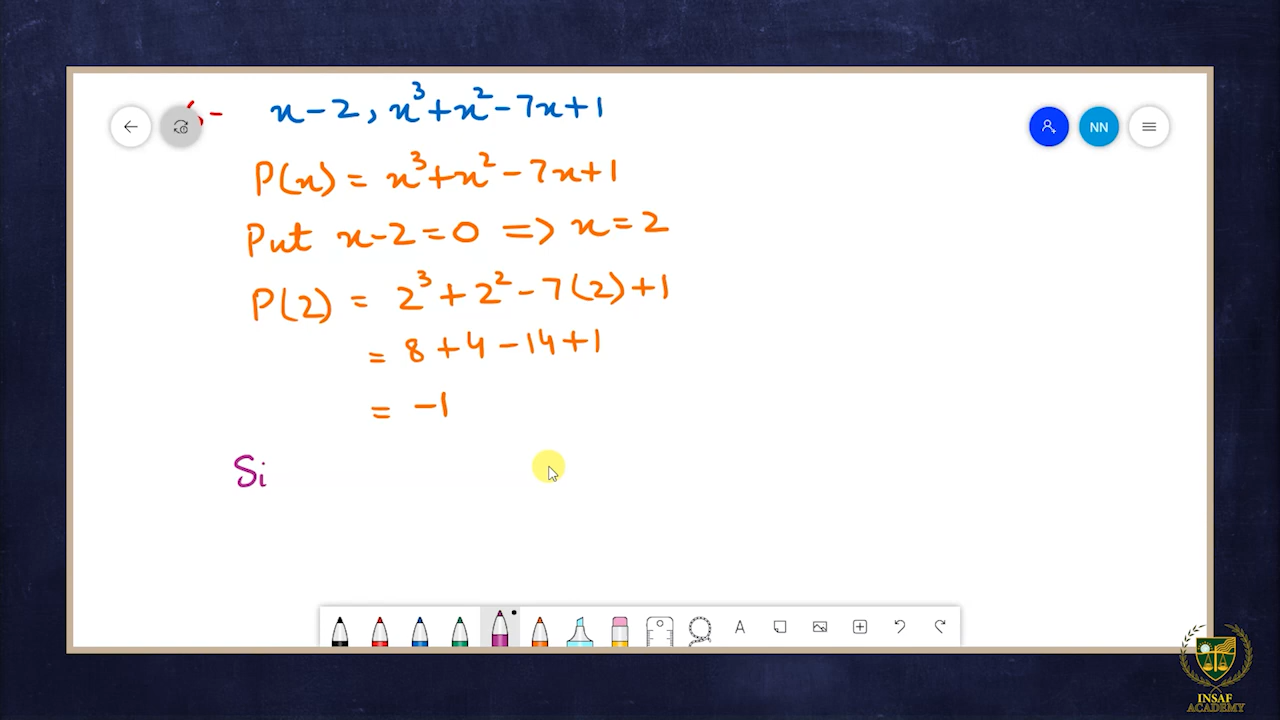 x-2, x³+x²-7x+1
P(x) = x³+x²-7x+1
Put x-2=0 => x=2
P(2) = 2³+2²-7(2)+1
= 8+4-14+1
= -1
Si
NN
A
INSAF
ACADEMY